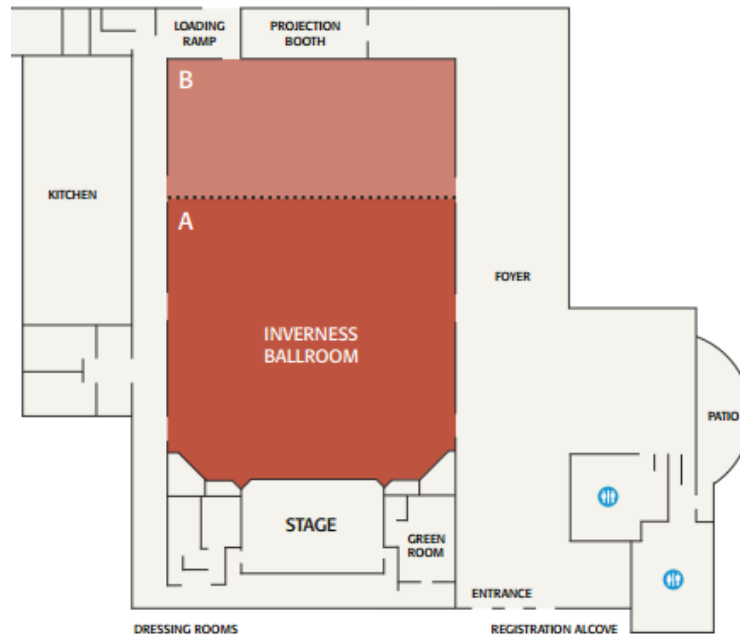 LOADING
RAMP
PROJECTION
BOOTH
B
KITCHEN
A
FOYER
INVERNESS
BALLROOM
PATIO
STAGE
GREEN
ROOM
ENTRANCE
DRESSING ROOMS
REGISTRATION ALCOVE